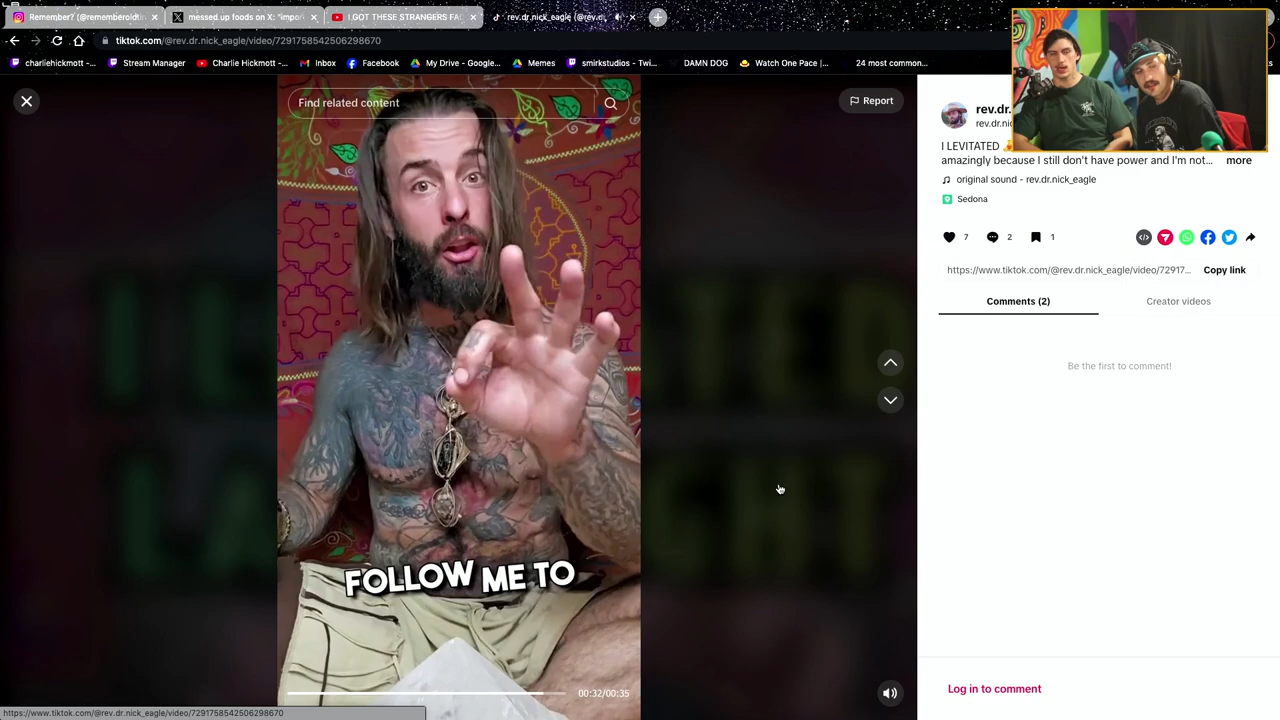 Remember? (@rememberoldtin
messed up foods on X: "impo
I GOT THESE STRANGERS FAC
rev.dr.nick_eagle (@rev.d
tiktok.com/@rev.dr.nick_eagle/video/7291758542506298670
charliehickmott -... Stream Manager Charlie Hickmott -... Inbox Facebook My Drive - Google... Memes smirkstudios - Twi... DAMN DOG Watch One Pace |... 24 most common...
Find related content
Report
rev.dr.
rev.dr.nic
I LEVITATED
amazingly because I still don't have power and I'm not... more
original sound - rev.dr.nick_eagle
Sedona
7 2 1
https://www.tiktok.com/@rev.dr.nick_eagle/video/72917... Copy link
Comments (2) Creator videos
Be the first to comment!
FOLLOW ME TO
00:32/00:35
Log in to comment
https://www.tiktok.com/@rev.dr.nick_eagle/video/7291758542506298670